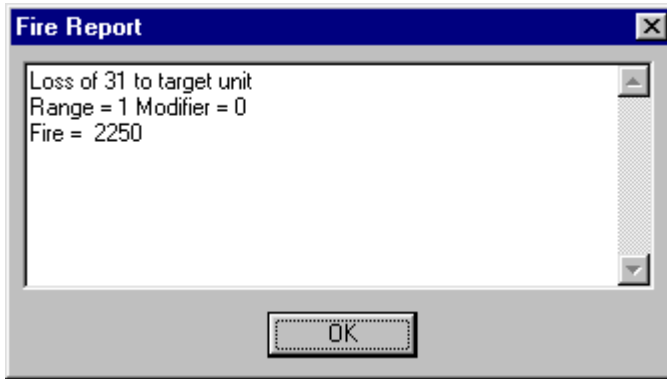 Fire Report
Loss of 31 to target unit
Range = 1 Modifier = 0
Fire =  2250
OK